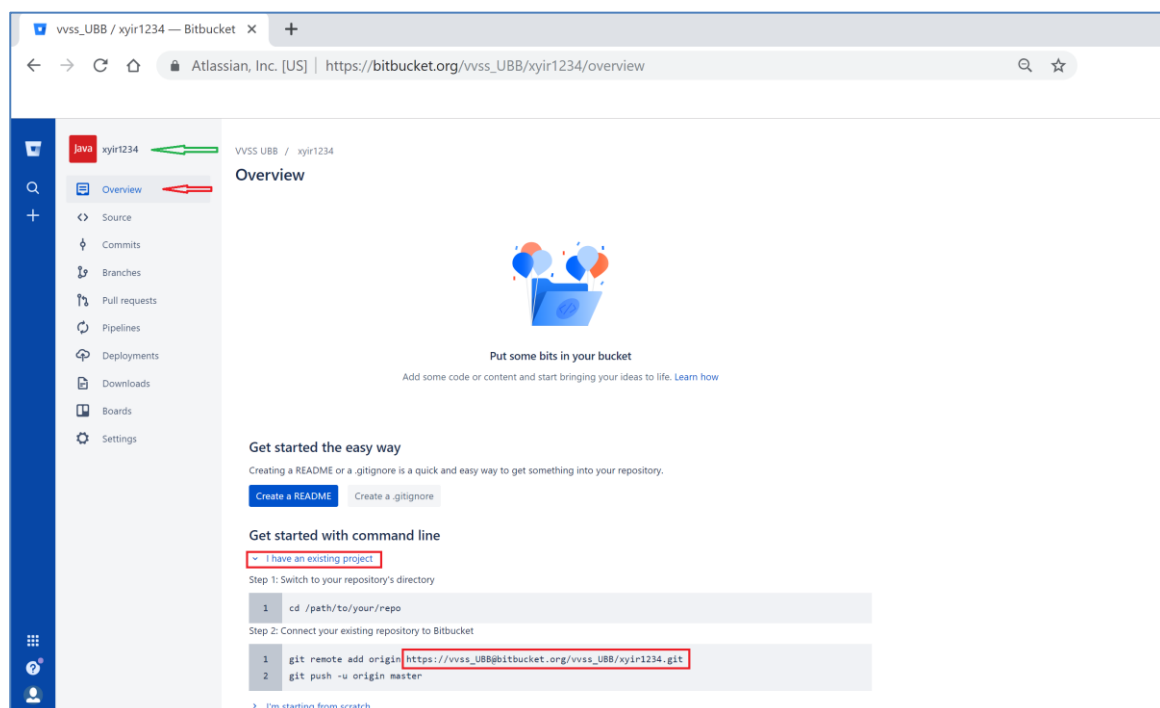 vvss_UBB / xyir1234 — Bitbucket
Atlassian, Inc. [US] | https://bitbucket.org/vvss_UBB/xyir1234/overview
Java xyir1234
VVSS UBB / xyir1234
Overview
Overview
Source
Commits
Branches
Pull requests
Pipelines
Deployments
Downloads
Boards
Settings
Put some bits in your bucket
Add some code or content and start bringing your ideas to life. Learn how
Get started the easy way
Creating a README or a .gitignore is a quick and easy way to get something into your repository.
Create a README Create a .gitignore
Get started with command line
I have an existing project
Step 1: Switch to your repository's directory
1 cd /path/to/your/repo
Step 2: Connect your existing repository to Bitbucket
1 git remote add origin https://vvss_UBB@bitbucket.org/vvss_UBB/xyir1234.git
2 git push -u origin master
I'm starting from scratch